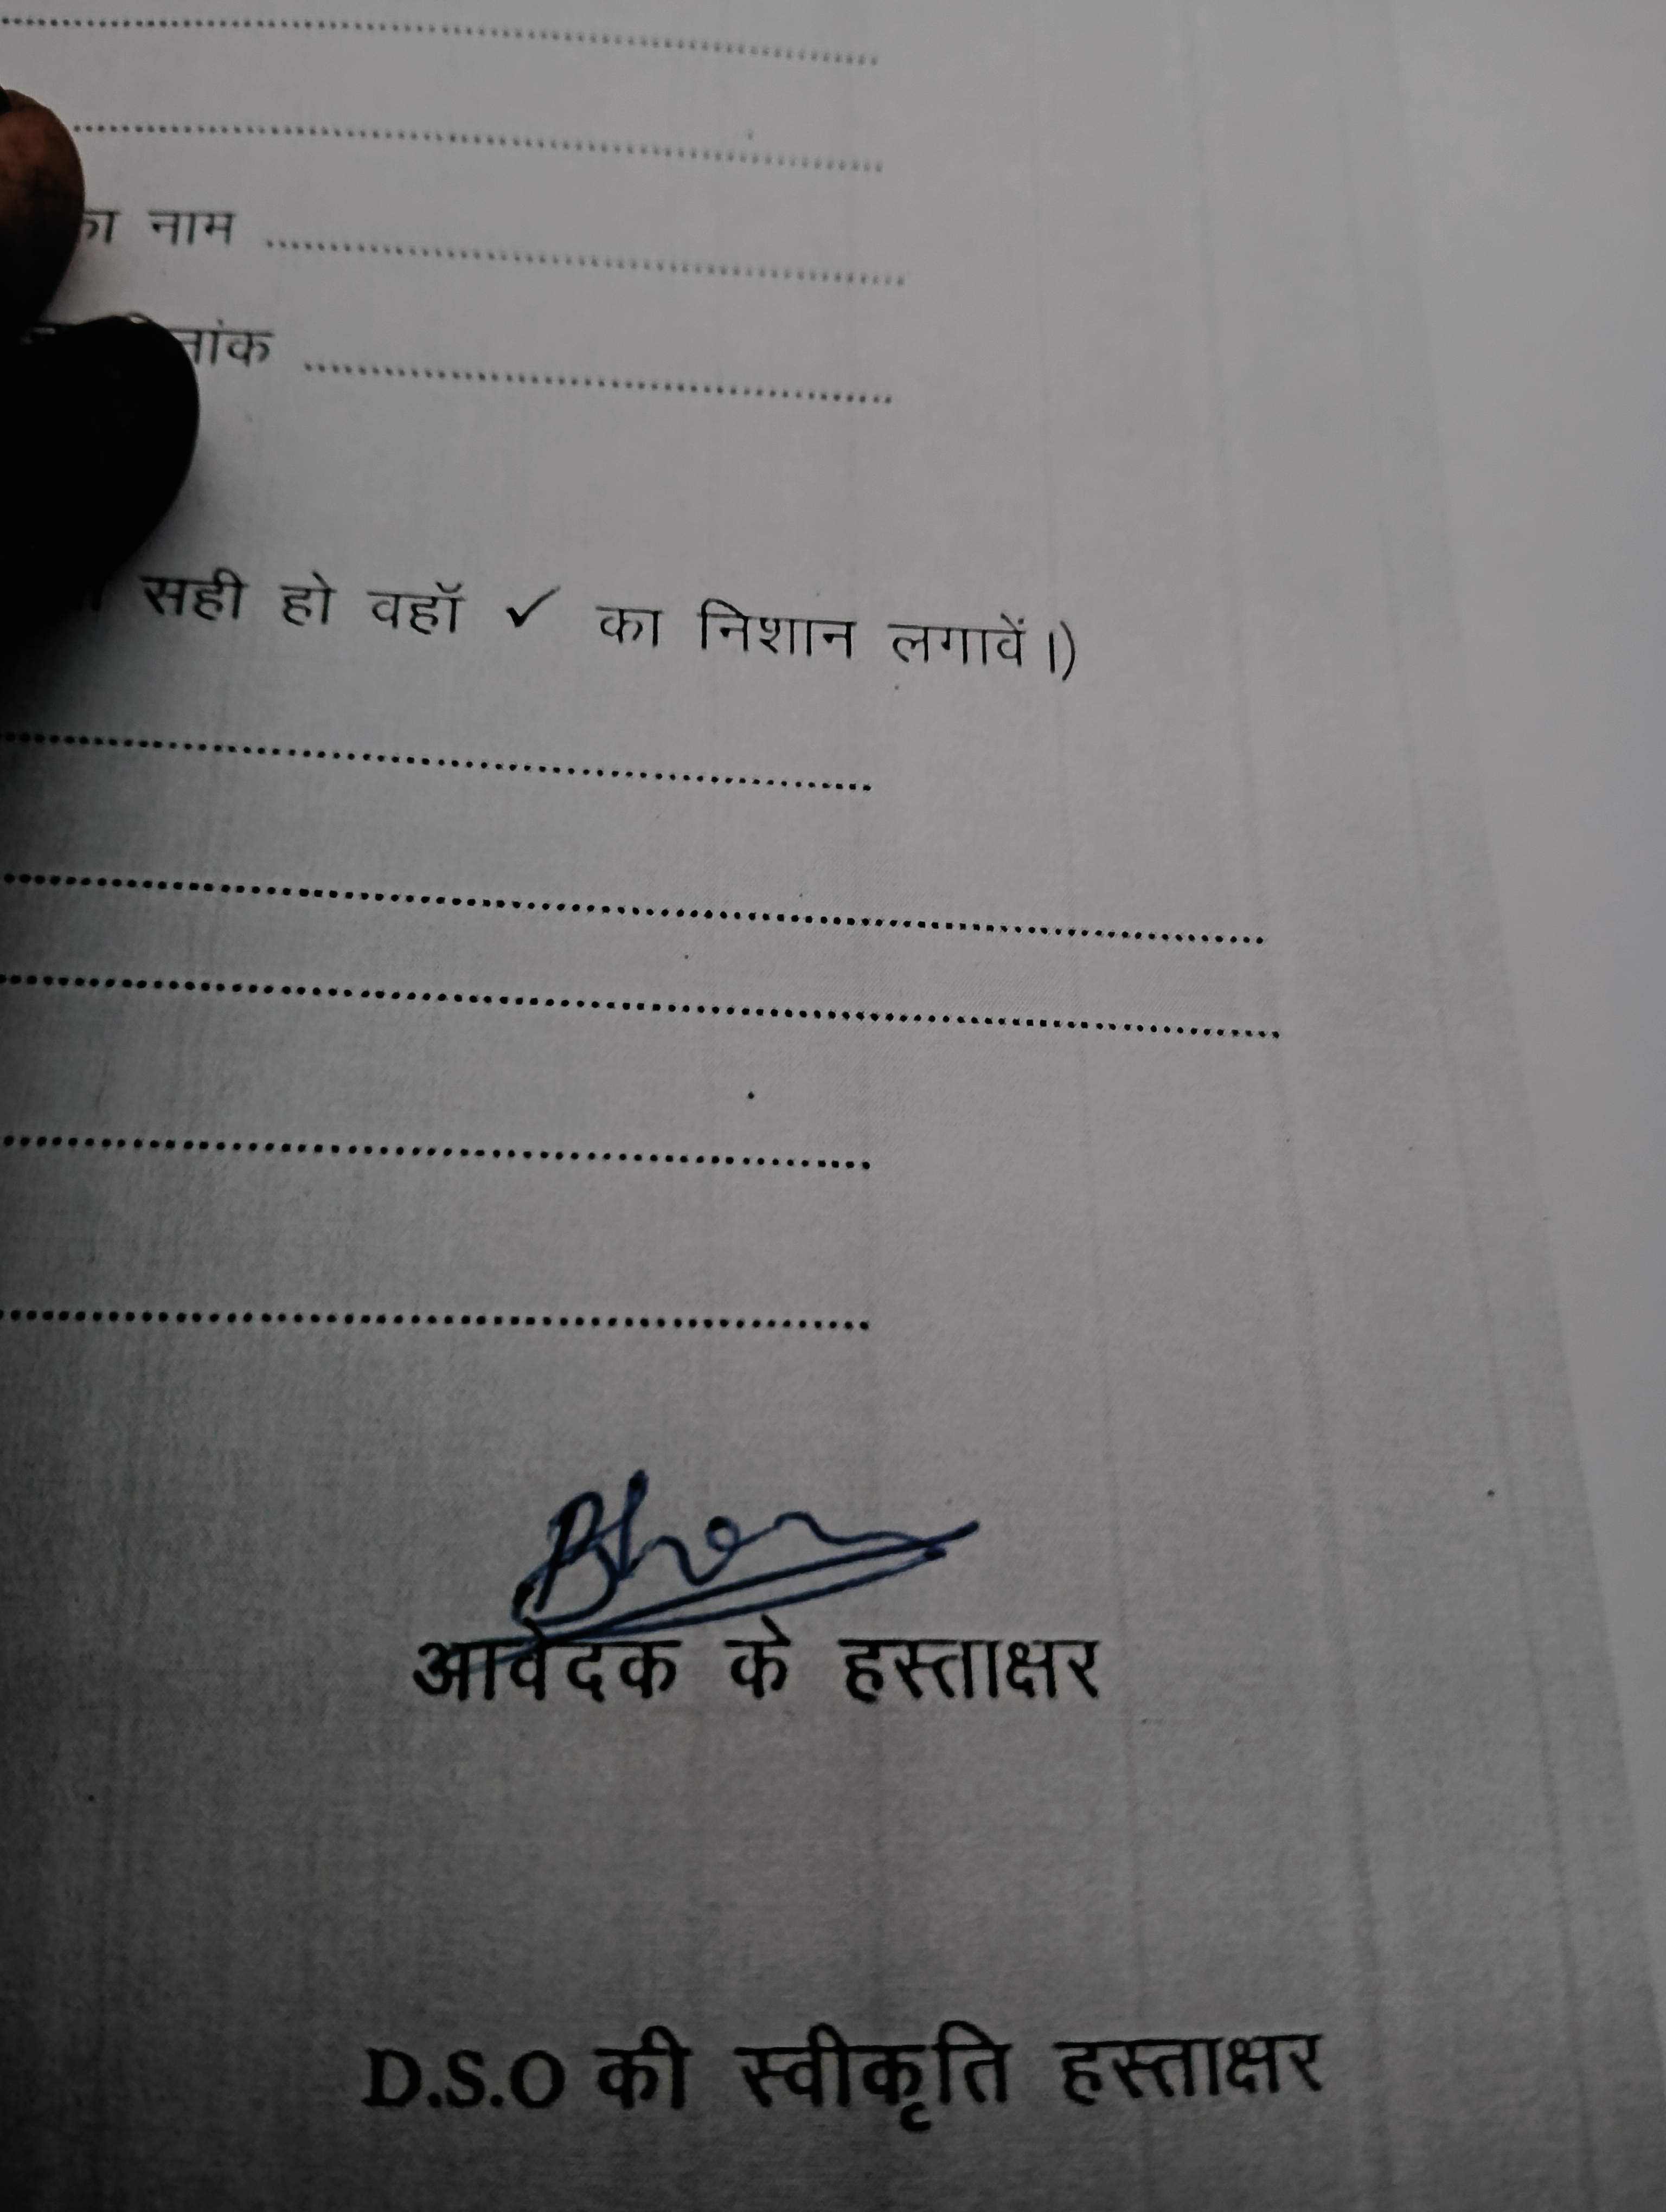 का नाम ........................................
....................................
सही हो वहॉ ✓ का निशान लगावें।)
आवेदक के हस्ताक्षर
D.S.O की स्वीकृति हस्ताक्षर